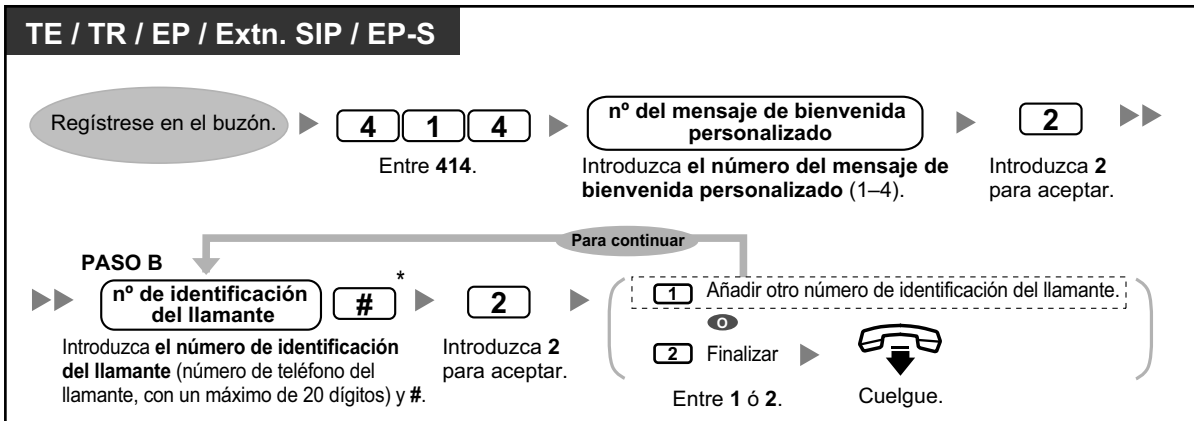 TE / TR / EP / Extn. SIP / EP-S
Regístrese en el buzón.
4 1 4
Entre 414.
nº del mensaje de bienvenida
personalizado
Introduzca el número del mensaje de
bienvenida personalizado (1–4).
2
Introduzca 2
para aceptar.
Para continuar
PASO B
nº de identificación
del llamante
# *
Introduzca el número de identificación
del llamante (número de teléfono del
llamante, con un máximo de 20 dígitos) y #.
2
Introduzca 2
para aceptar.
1 Añadir otro número de identificación del llamante.
o
2 Finalizar
Entre 1 ó 2.
Cuelgue.